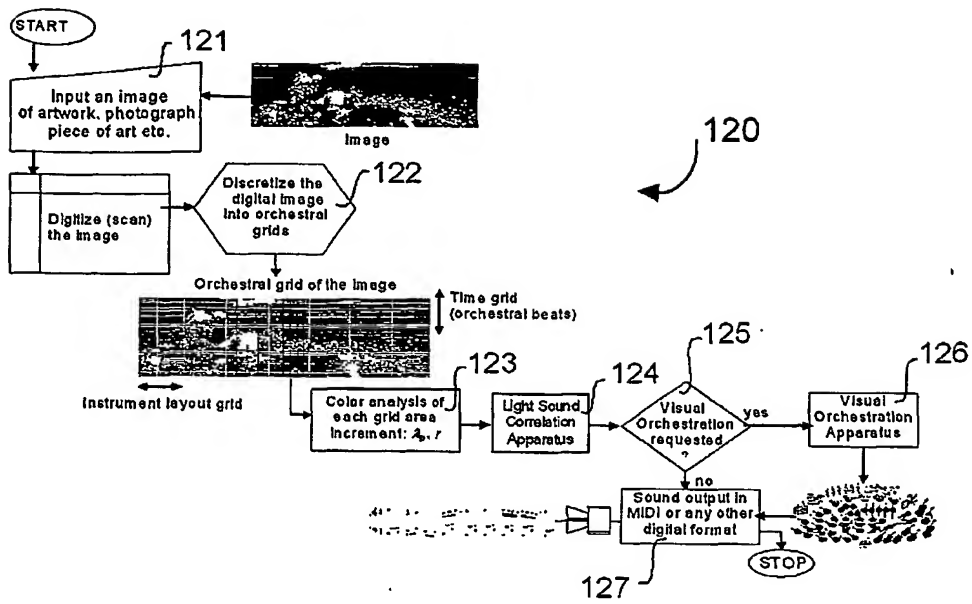 START
121
Input an image
of artwork, photograph
piece of art etc.
Image
120
Digitize (scan)
the image
122
Discretize the
digital image
into orchestral
grids
Orchestral grid of the image
Time grid
(orchestral beats)
Instrument layout grid
123
Color analysis of
each grid area
increment:
124
Light Sound
Correlation
Apparatus
125
Visual
Orchestration
requested
?
yes
no
126
Visual
Orchestration
Apparatus
Sound output in
MIDI or any other
digital format
127
STOP